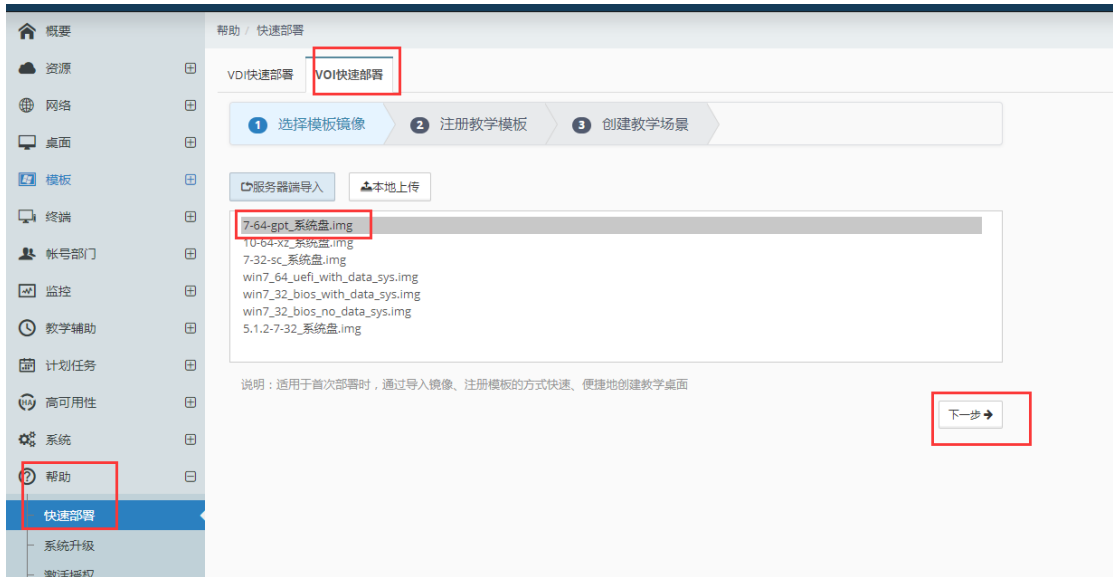 概要
资源
网络
桌面
模板
终端
帐号部门
监控
教学辅助
计划任务
高可用性
系统
帮助
快速部署
系统升级
激活授权
帮助 / 快速部署
VDI快速部署 VOI快速部署
1 选择模板镜像 2 注册教学模板 3 创建教学场景
服务器端导入 本地上传
7-64-gpt_系统盘.img
10-64-xz_系统盘.img
7-32-sc_系统盘.img
win7_64_uefi_with_data_sys.img
win7_32_bios_with_data_sys.img
win7_32_bios_no_data_sys.img
5.1.2-7-32_系统盘.img
说明：适用于首次部署时，通过导入镜像、注册模板的方式快速、便捷地创建教学桌面
下一步